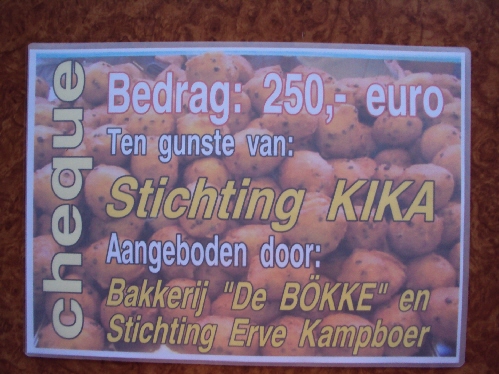 cheque
Bedrag: 250,- euro
Ten gunste van:
Stichting KIKA
Aangeboden door:
Bakkerij "De BÖKKE" en
Stichting Erve Kampboer